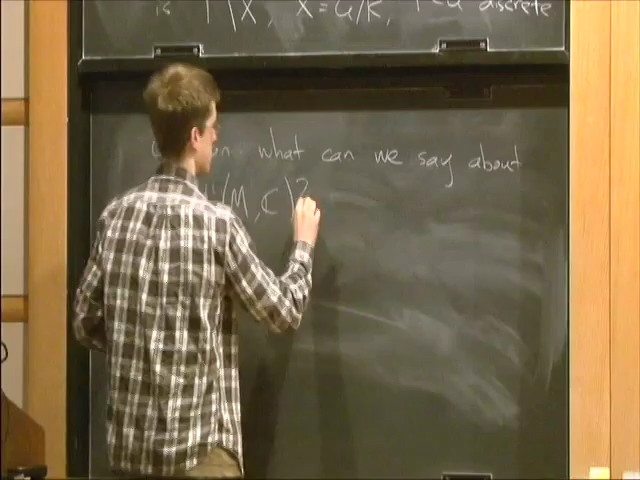 is Γ\X, X = G/K, Γ<G discrete
what can we say about
(M, ℂ)?